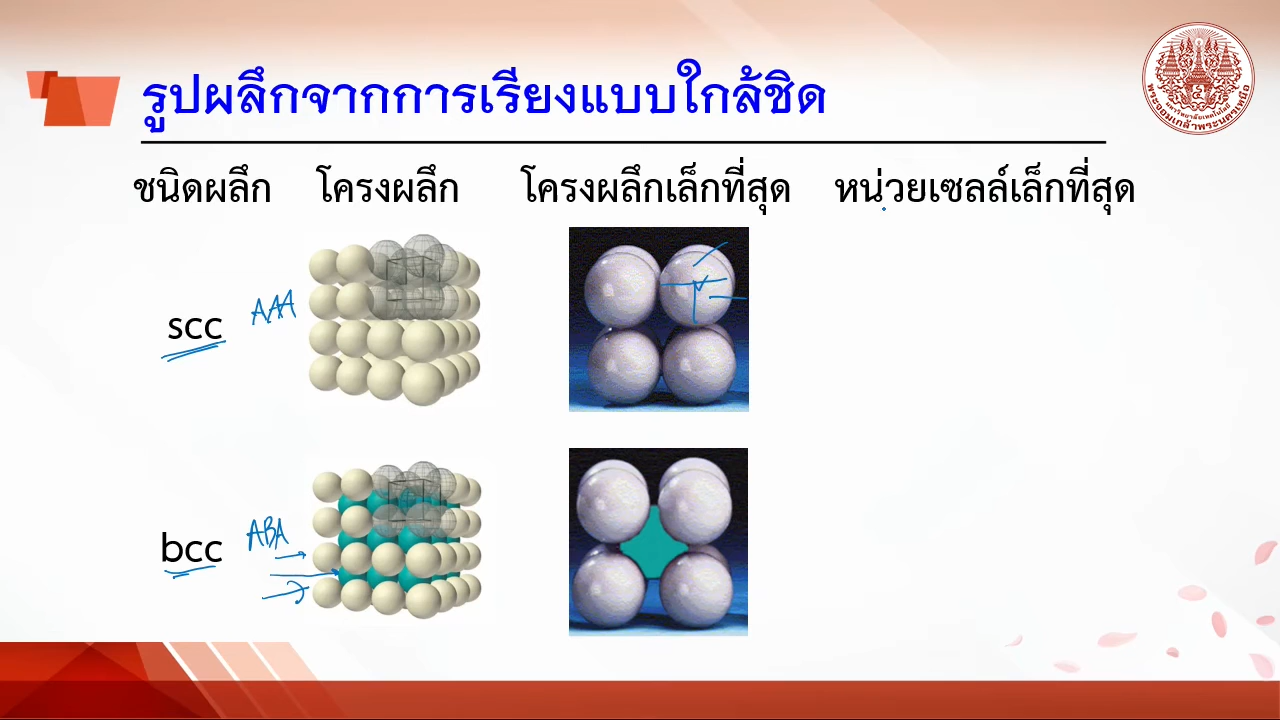 รูปผลึกจากการเรียงแบบใกล้ชิด
ชนิดผลึก โครงผลึก โครงผลึกเล็กที่สุด หน่วยเซลล์เล็กที่สุด
scc AAA
bcc ABA